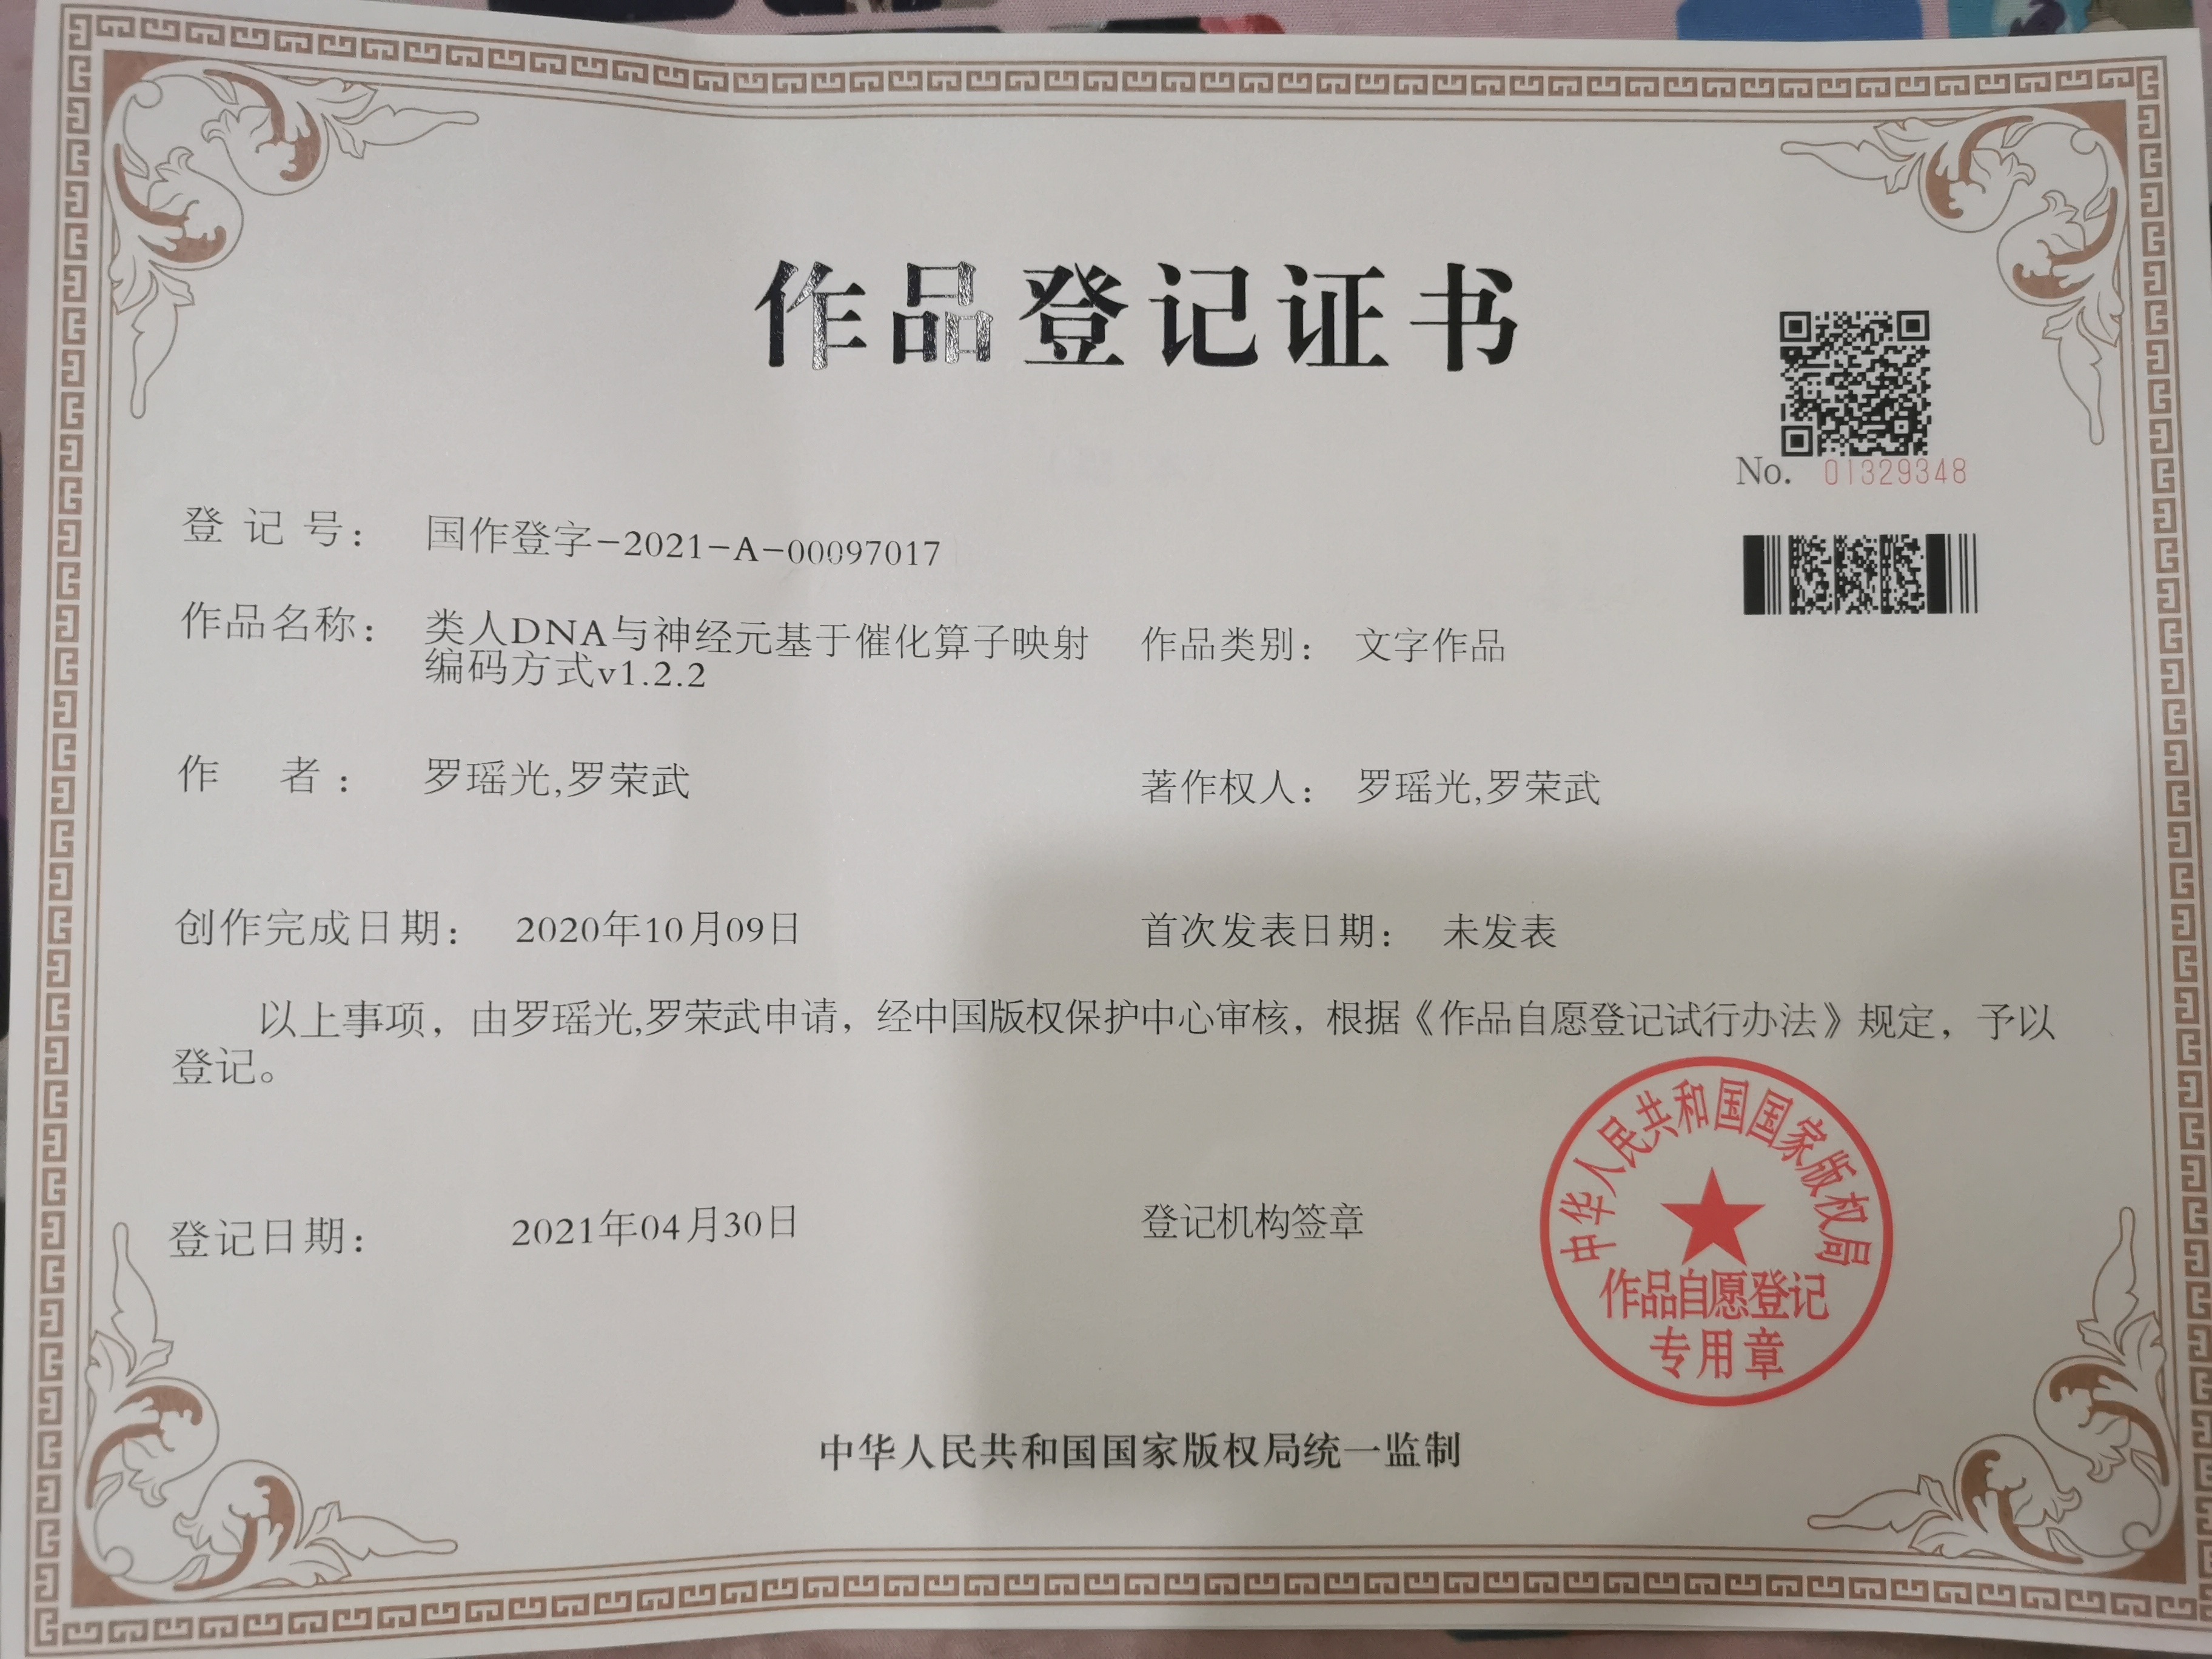 作品登记证书
No. 01329348
登 记 号： 国作登字-2021-A-00097017
作品名称： 类人DNA与神经元基于催化算子映射
编码方式v1.2.2
作品类别： 文字作品
作 者： 罗瑶光,罗荣武
著作权人： 罗瑶光,罗荣武
创作完成日期： 2020年10月09日
首次发表日期： 未发表
以上事项，由罗瑶光,罗荣武申请，经中国版权保护中心审核，根据《作品自愿登记试行办法》规定，予以
登记。
登记日期： 2021年04月30日
登记机构签章
中华人民共和国国家版权局
作品自愿登记
专用章
中华人民共和国国家版权局统一监制